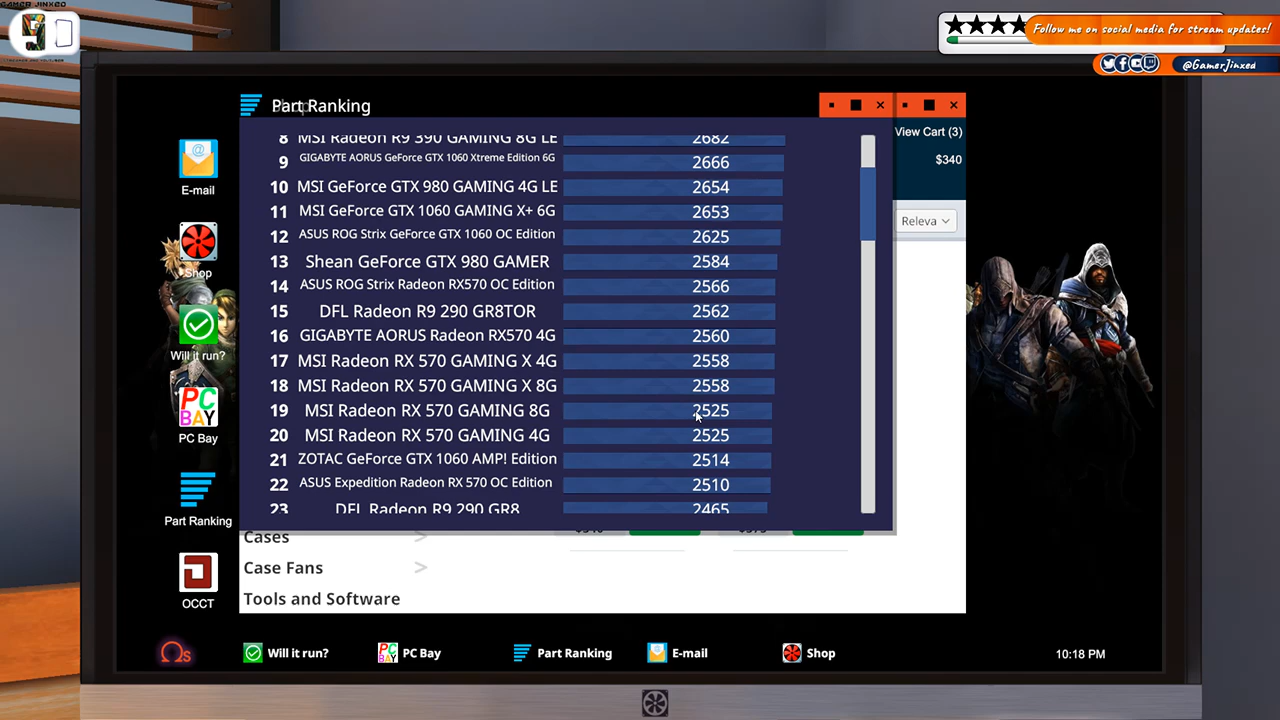 GAMER JINXED
Follow me on social media for stream updates!
@GamerJinxed
Part Ranking
View Cart (3)
$340
Releva
8 MSI Radeon R9 390 GAMING 8G LE 2682
9 GIGABYTE AORUS GeForce GTX 1060 Xtreme Edition 6G 2666
10 MSI GeForce GTX 980 GAMING 4G LE 2654
11 MSI GeForce GTX 1060 GAMING X+ 6G 2653
12 ASUS ROG Strix GeForce GTX 1060 OC Edition 2625
13 Shean GeForce GTX 980 GAMER 2584
14 ASUS ROG Strix Radeon RX570 OC Edition 2566
15 DFL Radeon R9 290 GR8TOR 2562
16 GIGABYTE AORUS Radeon RX570 4G 2560
17 MSI Radeon RX 570 GAMING X 4G 2558
18 MSI Radeon RX 570 GAMING X 8G 2558
19 MSI Radeon RX 570 GAMING 8G 2525
20 MSI Radeon RX 570 GAMING 4G 2525
21 ZOTAC GeForce GTX 1060 AMP! Edition 2514
22 ASUS Expedition Radeon RX 570 OC Edition 2510
23 DFL Radeon R9 290 GR8 2465
E-mail
Shop
Will it run?
PC BAY
PC Bay
Part Ranking
OCCT
Cases >
Case Fans >
Tools and Software
Ωs
Will it run?
PC BAY
PC Bay
Part Ranking
E-mail
Shop
10:18 PM